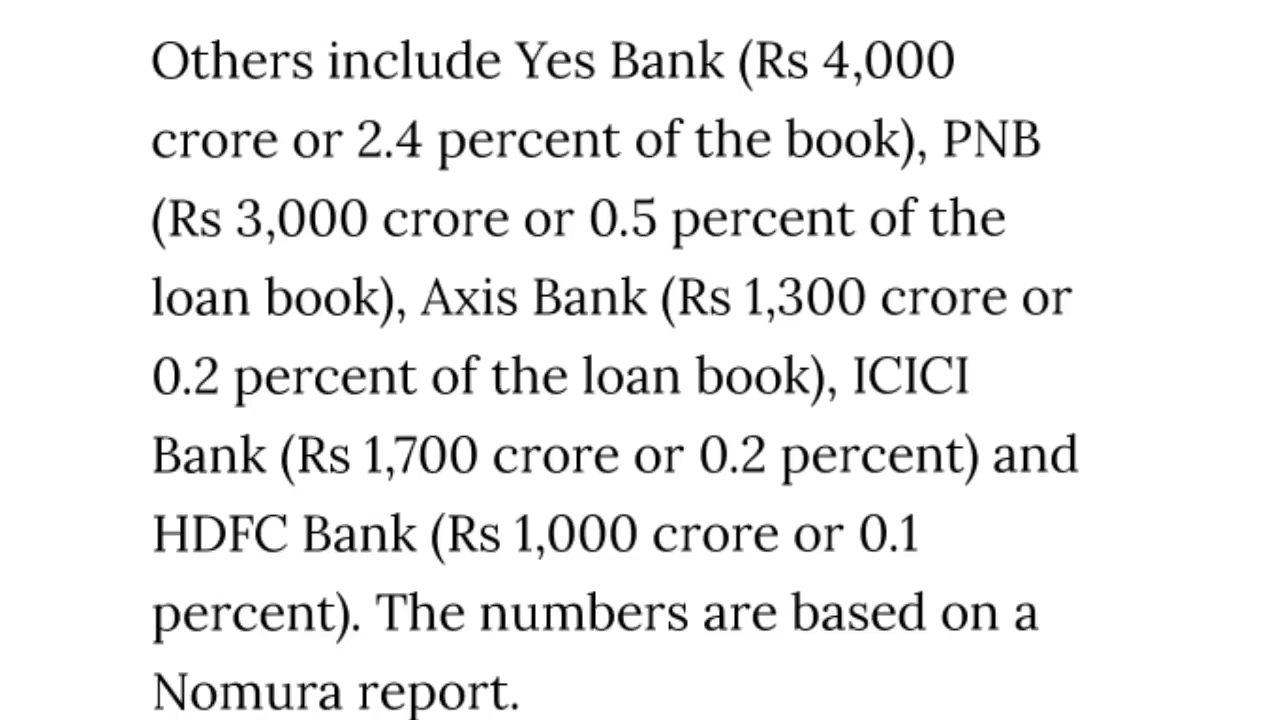 Others include Yes Bank (Rs 4,000
crore or 2.4 percent of the book), PNB
(Rs 3,000 crore or 0.5 percent of the
loan book), Axis Bank (Rs 1,300 crore or
0.2 percent of the loan book), ICICI
Bank (Rs 1,700 crore or 0.2 percent) and
HDFC Bank (Rs 1,000 crore or 0.1
percent). The numbers are based on a
Nomura report.